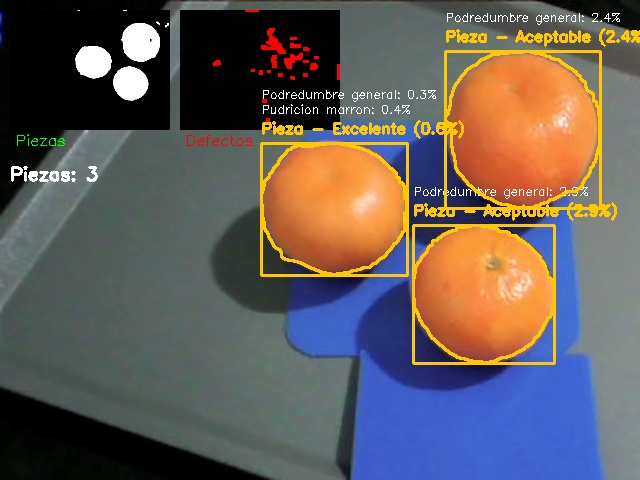 Podredumbre general: 2.4%
Pieza - Aceptable (2.4%
Podredumbre general: 0.3%
Pudricion marron: 0.4%
Pieza - Excelente (0.6%)
Piezas
Defectos
Piezas: 3
Podredumbre general: 2.9%
Pieza - Aceptable (2.9%)